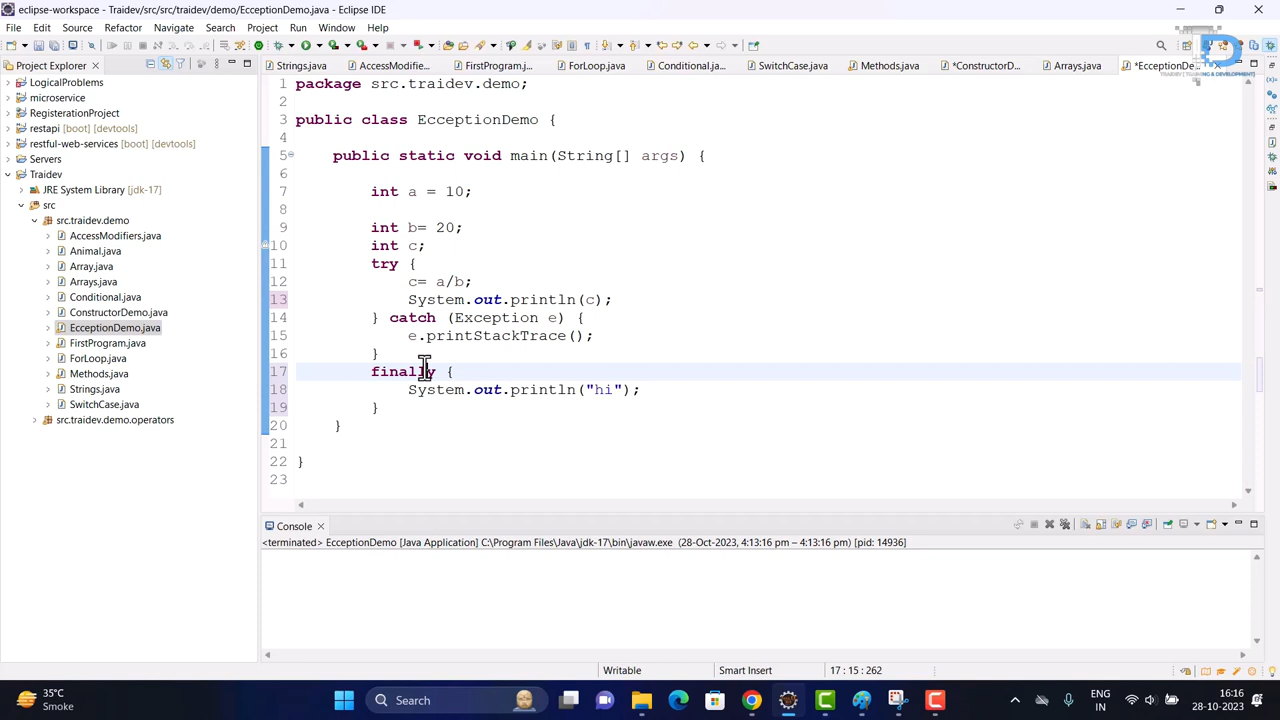 eclipse-workspace - Traidev/src/src/traidev/demo/EcceptionDemo.java - Eclipse IDE
File Edit Source Refactor Navigate Search Project Run Window Help
Project Explorer
Strings.java AccessModifie... FirstProgram.j... ForLoop.java Conditional.ja... SwitchCase.java Methods.java *ConstructorD... Arrays.java *EcceptionDe...
TRAIDEV [ TRAINING & DEVELOPMENT]
LogicalProblems
microservice
RegisterationProject
restapi [boot] [devtools]
restful-web-services [boot] [devtools]
Servers
Traidev
JRE System Library [jdk-17]
src
src.traidev.demo
AccessModifiers.java
Animal.java
Array.java
Arrays.java
Conditional.java
ConstructorDemo.java
EcceptionDemo.java
FirstProgram.java
ForLoop.java
Methods.java
Strings.java
SwitchCase.java
src.traidev.demo.operators
1 package src.traidev.demo;
2
3 public class EcceptionDemo {
4
5 public static void main(String[] args) {
6
7 int a = 10;
8
9 int b= 20;
10 int c;
11 try {
12 c= a/b;
13 System.out.println(c);
14 } catch (Exception e) {
15 e.printStackTrace();
16 }
17 finally {
18 System.out.println("hi");
19 }
20 }
21
22 }
23
Console
<terminated> EcceptionDemo [Java Application] C:\Program Files\Java\jdk-17\bin\javaw.exe (28-Oct-2023, 4:13:16 pm – 4:13:16 pm) [pid: 14936]
Writable Smart Insert 17 : 15 : 262
35°C
Smoke
Search
ENG
IN
16:16
28-10-2023